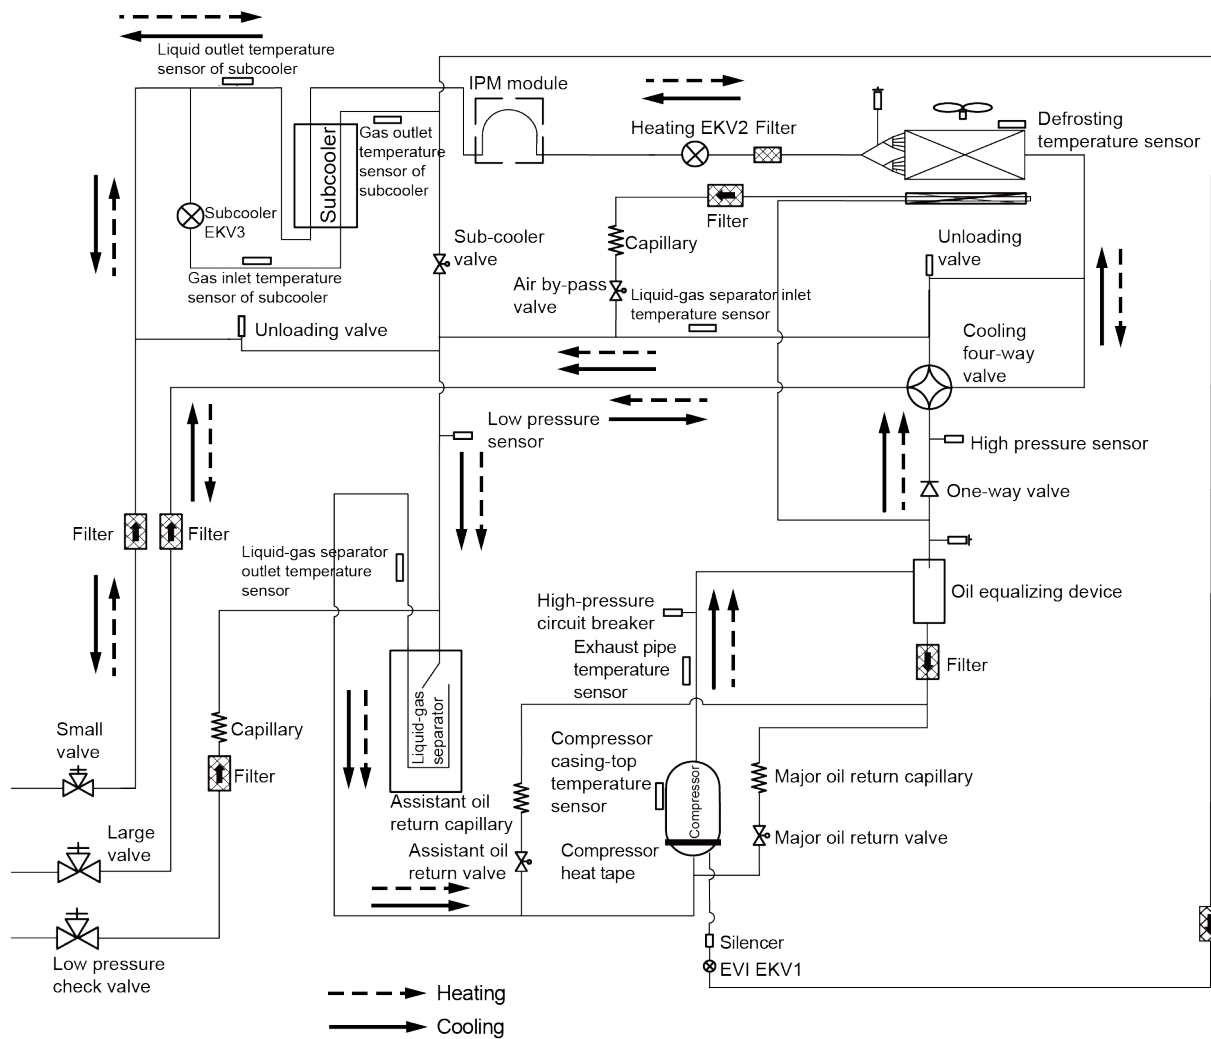 Liquid outlet temperature
sensor of subcooler
IPM module
Heating EKV2
Filter
Defrosting
temperature sensor
Subcooler
Gas outlet
temperature
sensor of
subcooler
Subcooler
EKV3
Gas inlet temperature
sensor of subcooler
Filter
Capillary
Sub-cooler
valve
Air by-pass
valve
Liquid-gas separator inlet
temperature sensor
Unloading
valve
Unloading valve
Cooling
four-way
valve
Low pressure
sensor
High pressure sensor
One-way valve
Filter
Filter
Liquid-gas separator
outlet temperature
sensor
High-pressure
circuit breaker
Exhaust pipe
temperature
sensor
Oil equalizing device
Filter
Liquid-gas
separator
Small
valve
Capillary
Filter
Compressor
casing-top
temperature
sensor
Compressor
Major oil return capillary
Major oil return valve
Assistant oil
return capillary
Assistant oil
return valve
Compressor
heat tape
Large
valve
Low pressure
check valve
Silencer
EVI EKV1
Heating
Cooling